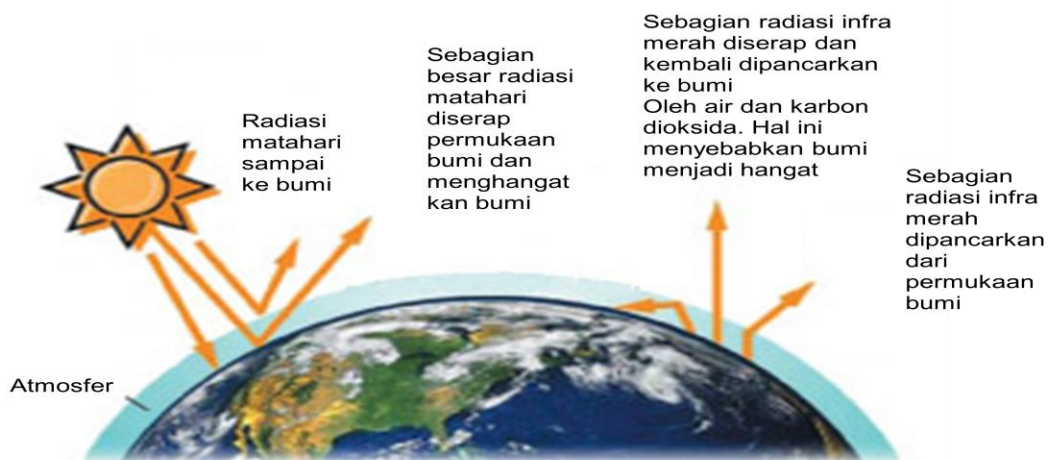 Radiasi
matahari
sampai
ke bumi
Sebagian
besar radiasi
matahari
diserap
permukaan
bumi dan
menghangat
kan bumi
Sebagian radiasi infra
merah diserap dan
kembali dipancarkan
ke bumi
Oleh air dan karbon
dioksida. Hal ini
menyebabkan bumi
menjadi hangat
Sebagian
radiasi infra
merah
dipancarkan
dari
permukaan
bumi
Atmosfer